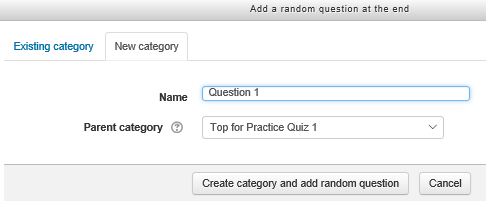 Add a random question at the end
Existing category New category
Name Question 1
Parent category ? Top for Practice Quiz 1
Create category and add random question Cancel